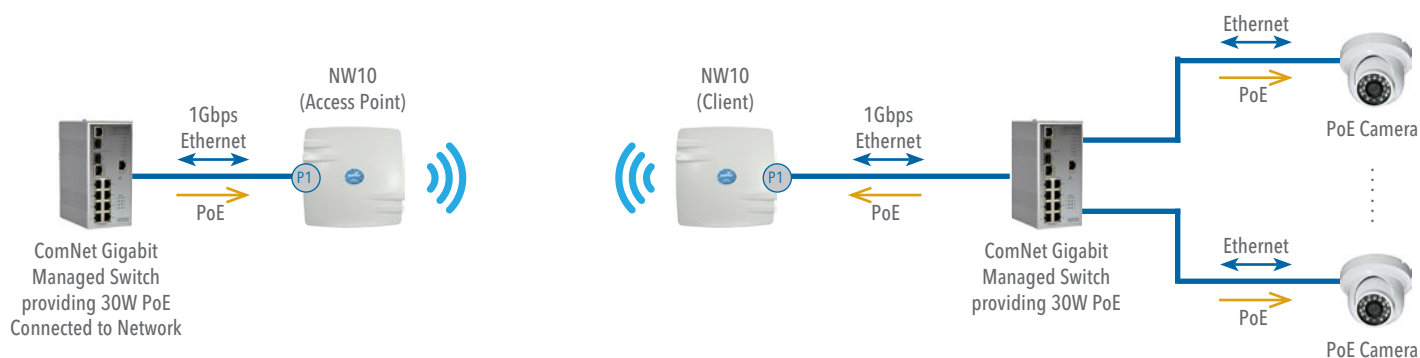 NW10
(Access Point)
1Gbps
Ethernet
P1
PoE
ComNet Gigabit
Managed Switch
providing 30W PoE
Connected to Network
NW10
(Client)
P1
1Gbps
Ethernet
PoE
ComNet Gigabit
Managed Switch
providing 30W PoE
Ethernet
PoE
PoE Camera
Ethernet
PoE
PoE Camera